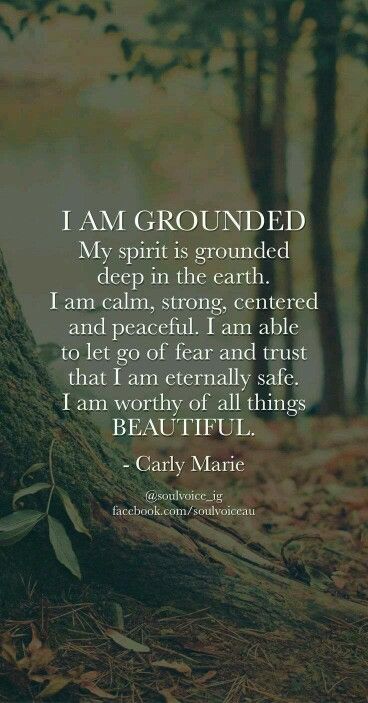 I AM GROUNDED
My spirit is grounded
deep in the earth.
I am calm, strong, centered
and peaceful. I am able
to let go of fear and trust
that I am eternally safe.
I am worthy of all things
BEAUTIFUL.
- Carly Marie
@soulvoice_ig
facebook.com/soulvoiceau